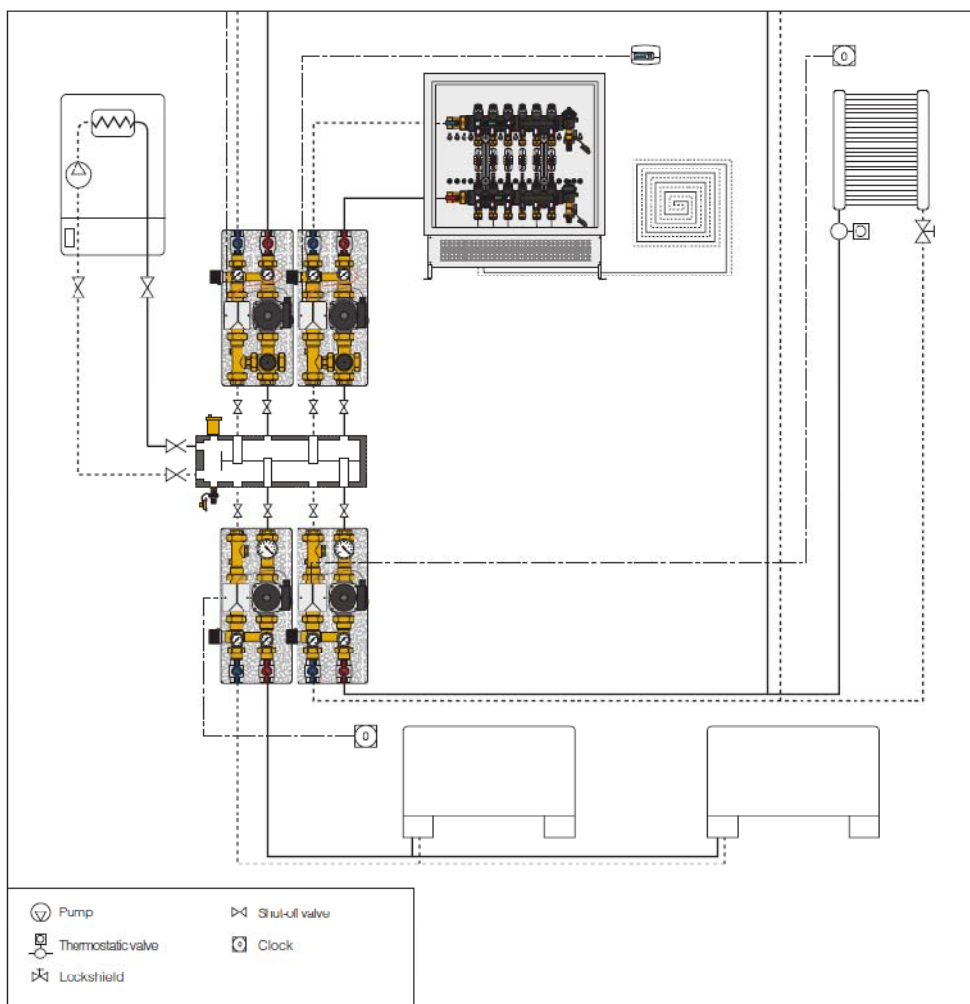 Pump
Shut-off valve
Thermostatic valve
Clock
Lockshield